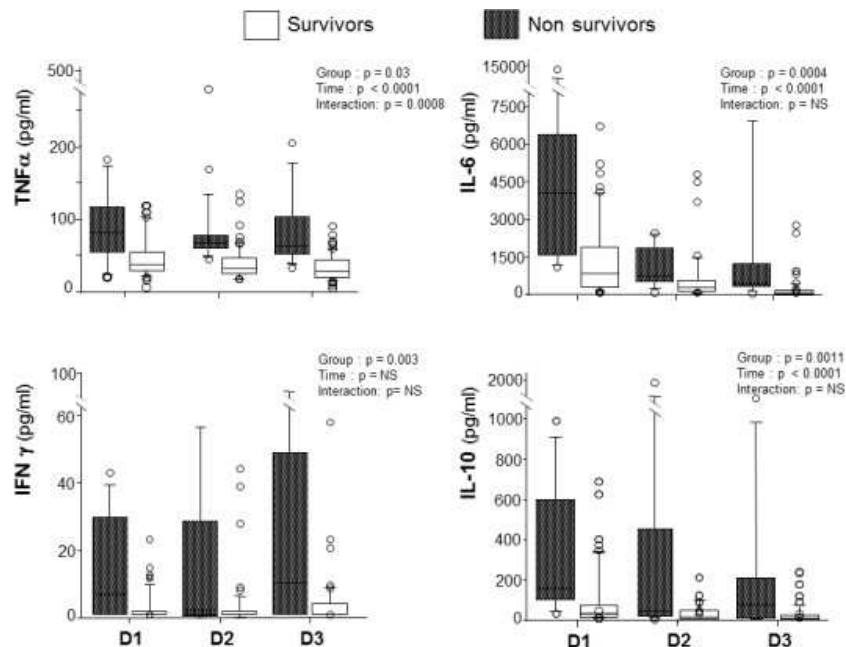 Survivors
Non survivors
TNFα (pg/ml)
500
200
100
0
Group : p = 0.03
Time : p < 0.0001
Interaction: p = 0.0008
IL-6 (pg/ml)
15000
7500
6000
4500
3000
1500
0
Group : p = 0.0004
Time : p < 0.0001
Interaction: p = NS
IFN γ (pg/ml)
100
60
40
20
0
Group : p = 0.003
Time : p = NS
Interaction: p= NS
D1 D2 D3
IL-10 (pg/ml)
2000
1000
800
600
400
200
0
Group : p = 0.0011
Time : p < 0.0001
Interaction: p = NS
D1 D2 D3